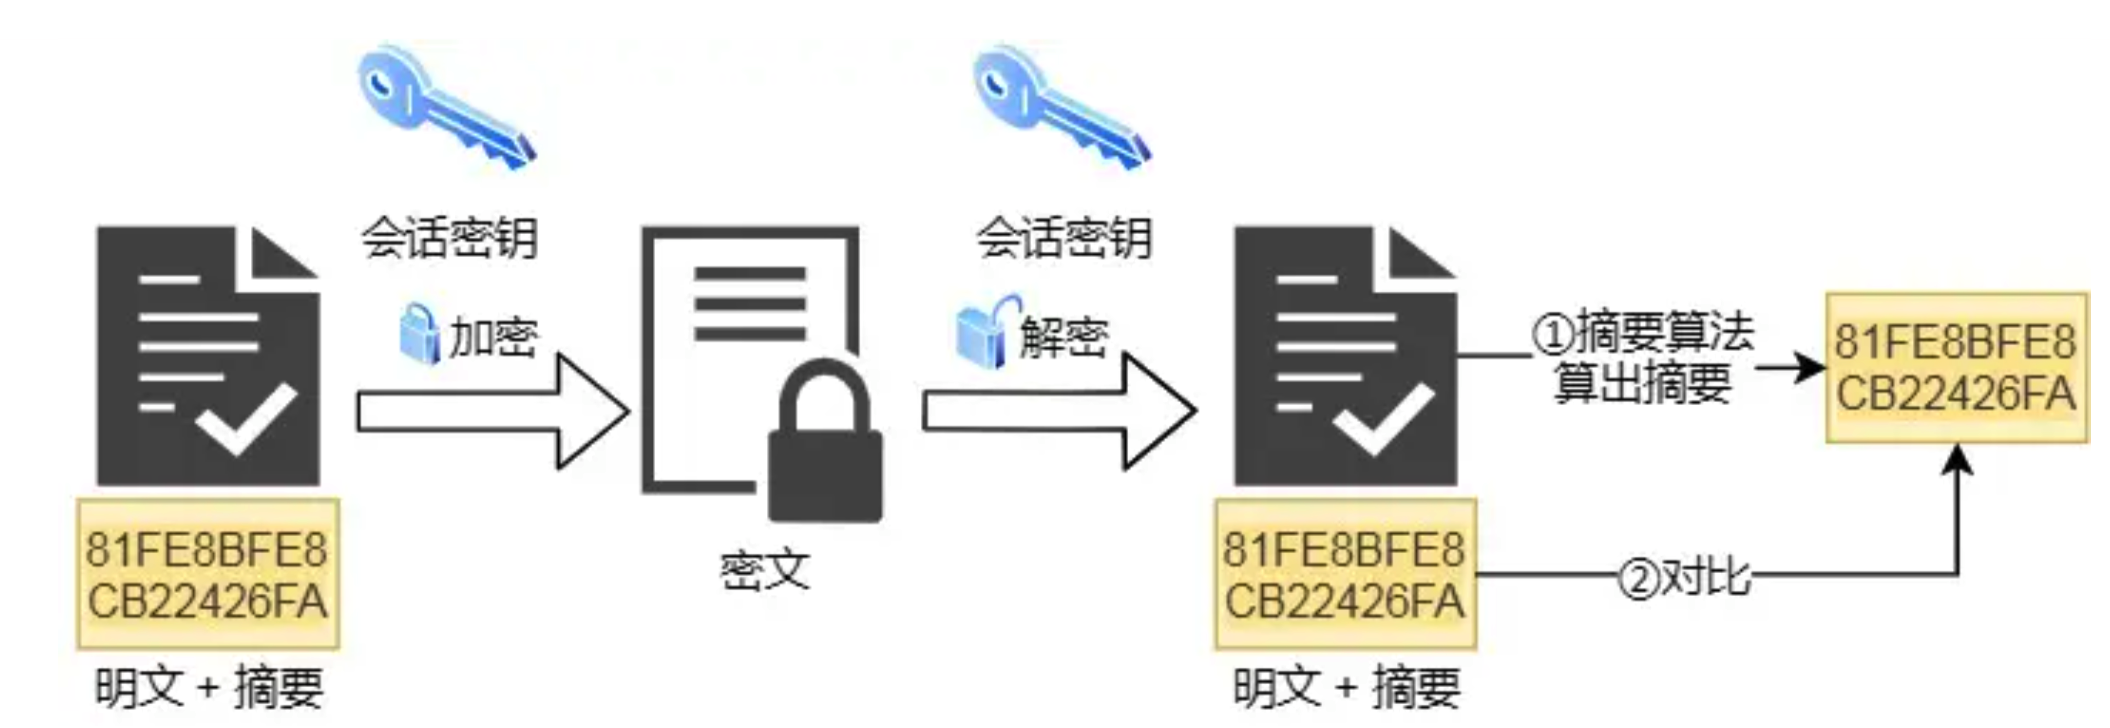 会话密钥
加密
81FE8BFE8
CB22426FA
明文 + 摘要
密文
会话密钥
解密
81FE8BFE8
CB22426FA
明文 + 摘要
①摘要算法
算出摘要
81FE8BFE8
CB22426FA
②对比